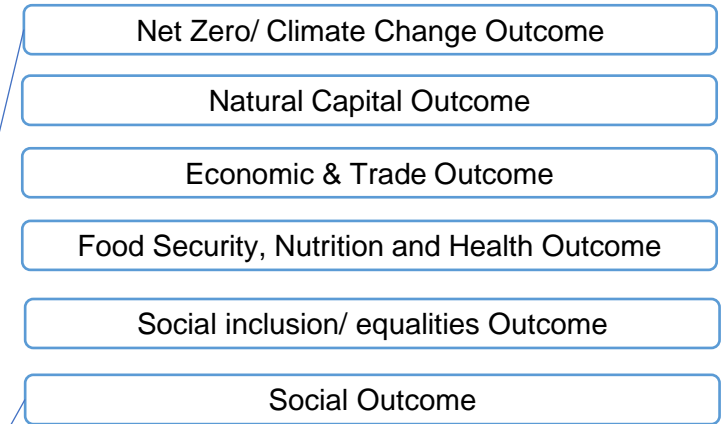 Net Zero/ Climate Change Outcome
Natural Capital Outcome
Economic & Trade Outcome
Food Security, Nutrition and Health Outcome
Social inclusion/ equalities Outcome
Social Outcome